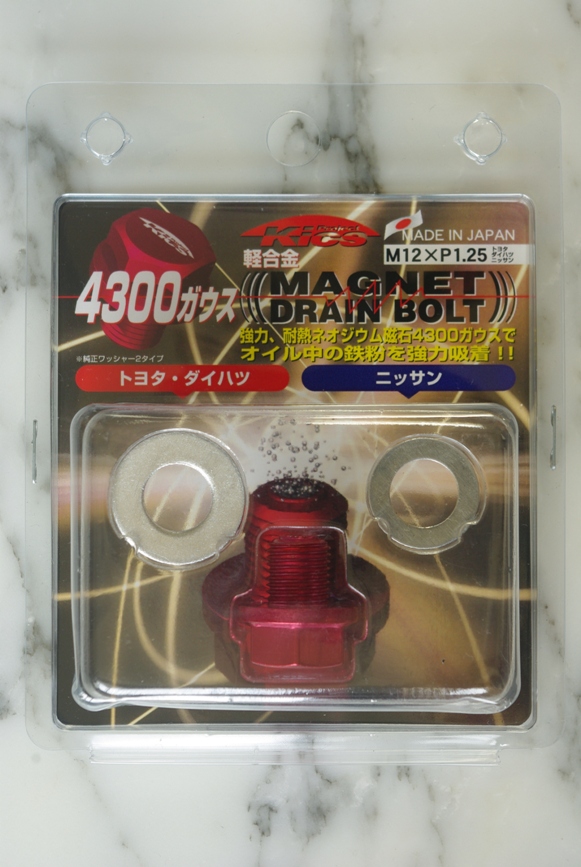 Kics
Project
Kics
MADE IN JAPAN
軽合金
M12×P1.25
トヨタ
ダイハツ
ニッサン
4300ガウス
MAGNET
DRAIN BOLT
強力、耐熱ネオジウム磁石4300ガウスで
オイル中の鉄粉を強力吸着!!
※純正ワッシャー2タイプ
トヨタ・ダイハツ
ニッサン